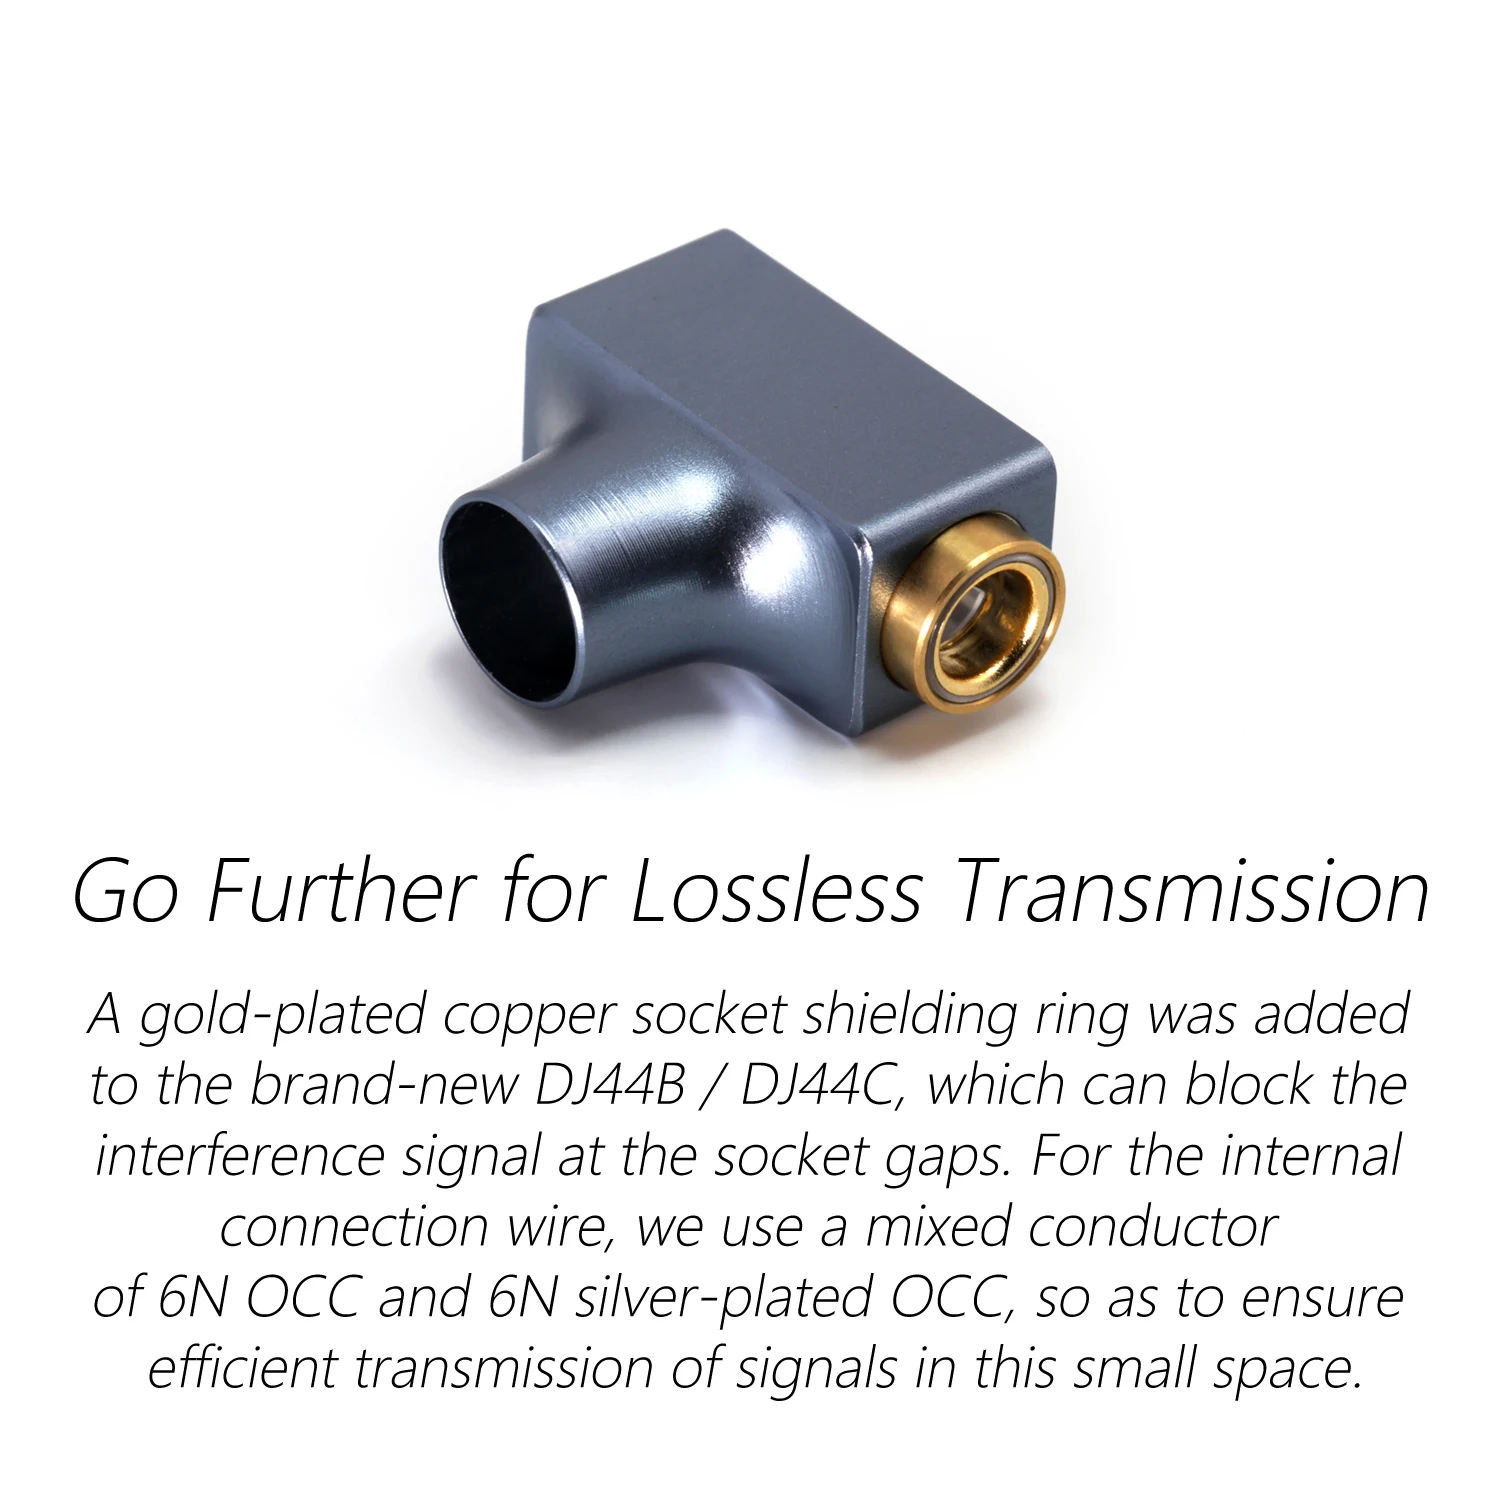 Go Further for Lossless Transmission
A gold-plated copper socket shielding ring was added
to the brand-new DJ44B / DJ44C, which can block the
interference signal at the socket gaps. For the internal
connection wire, we use a mixed conductor
of 6N OCC and 6N silver-plated OCC, so as to ensure
efficient transmission of signals in this small space.